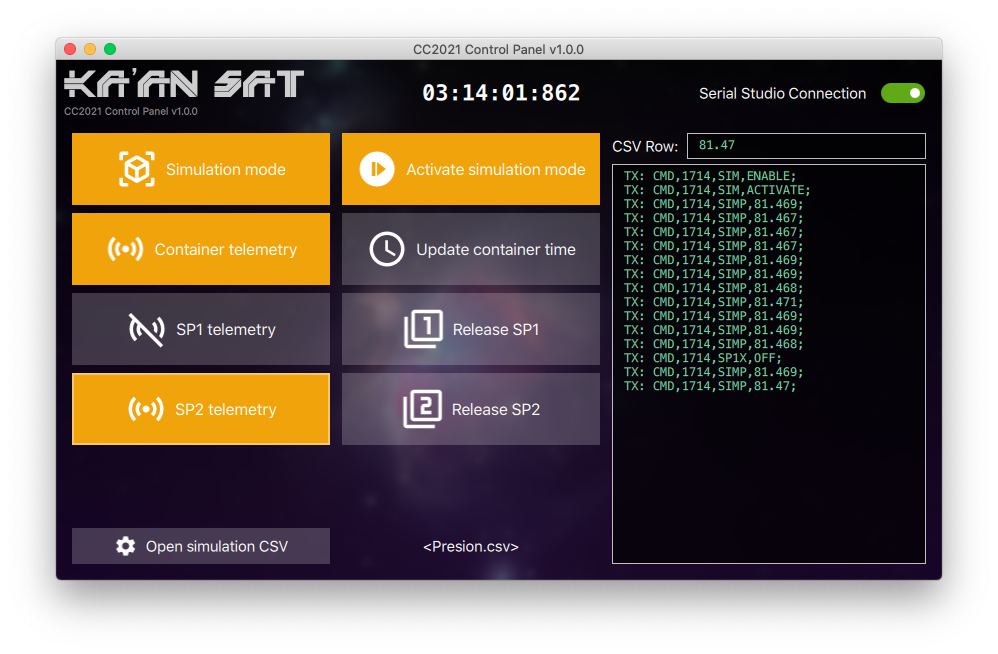 CC2021 Control Panel v1.0.0
KA'AN SAT
CC2021 Control Panel v1.0.0
03:14:01:862
Serial Studio Connection
Simulation mode
Activate simulation mode
Container telemetry
Update container time
SP1 telemetry
1
Release SP1
SP2 telemetry
2
Release SP2
Open simulation CSV
<Presion.csv>
CSV Row:
81.47
TX: CMD,1714,SIM,ENABLE;
TX: CMD,1714,SIM,ACTIVATE;
TX: CMD,1714,SIMP,81.469;
TX: CMD,1714,SIMP,81.467;
TX: CMD,1714,SIMP,81.467;
TX: CMD,1714,SIMP,81.467;
TX: CMD,1714,SIMP,81.469;
TX: CMD,1714,SIMP,81.469;
TX: CMD,1714,SIMP,81.468;
TX: CMD,1714,SIMP,81.471;
TX: CMD,1714,SIMP,81.469;
TX: CMD,1714,SIMP,81.469;
TX: CMD,1714,SIMP,81.468;
TX: CMD,1714,SP1X,OFF;
TX: CMD,1714,SIMP,81.469;
TX: CMD,1714,SIMP,81.47;